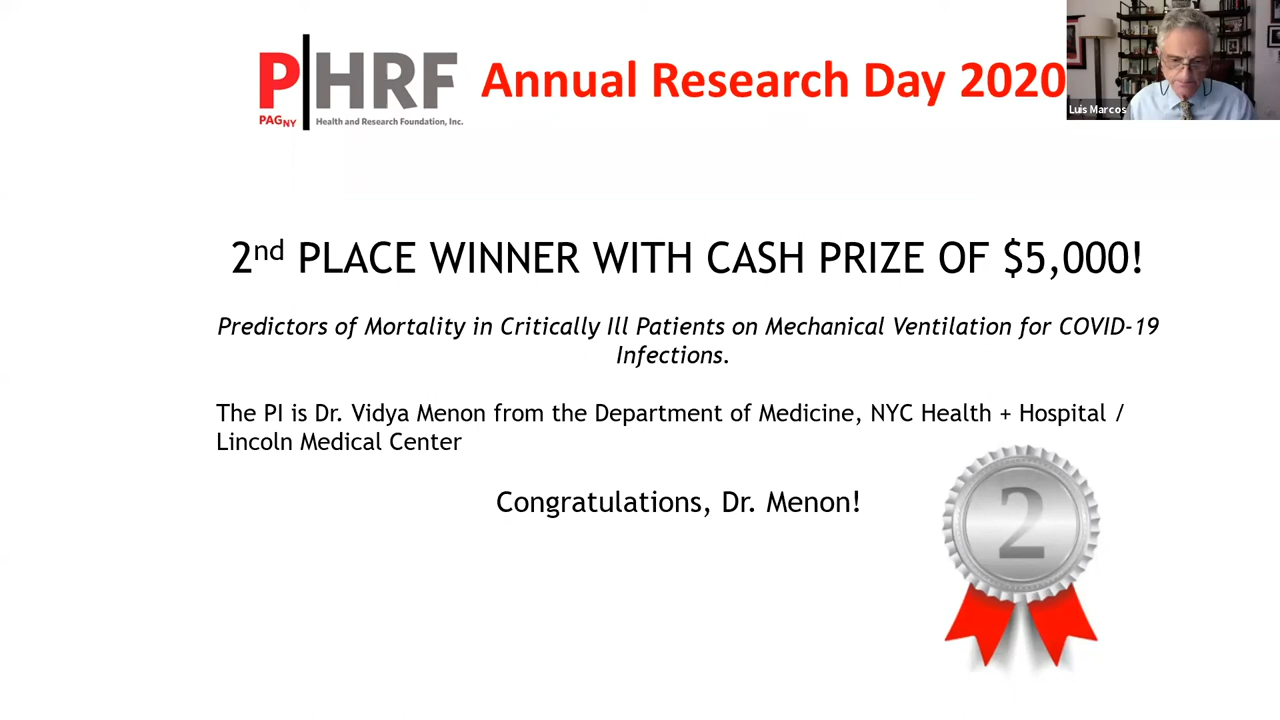 P HRF
PAGNY
Health and Research Foundation, Inc.
Annual Research Day 2020
Luis Marcos
2nd PLACE WINNER WITH CASH PRIZE OF $5,000!
Predictors of Mortality in Critically Ill Patients on Mechanical Ventilation for COVID-19
Infections.
The PI is Dr. Vidya Menon from the Department of Medicine, NYC Health + Hospital /
Lincoln Medical Center
Congratulations, Dr. Menon!
2